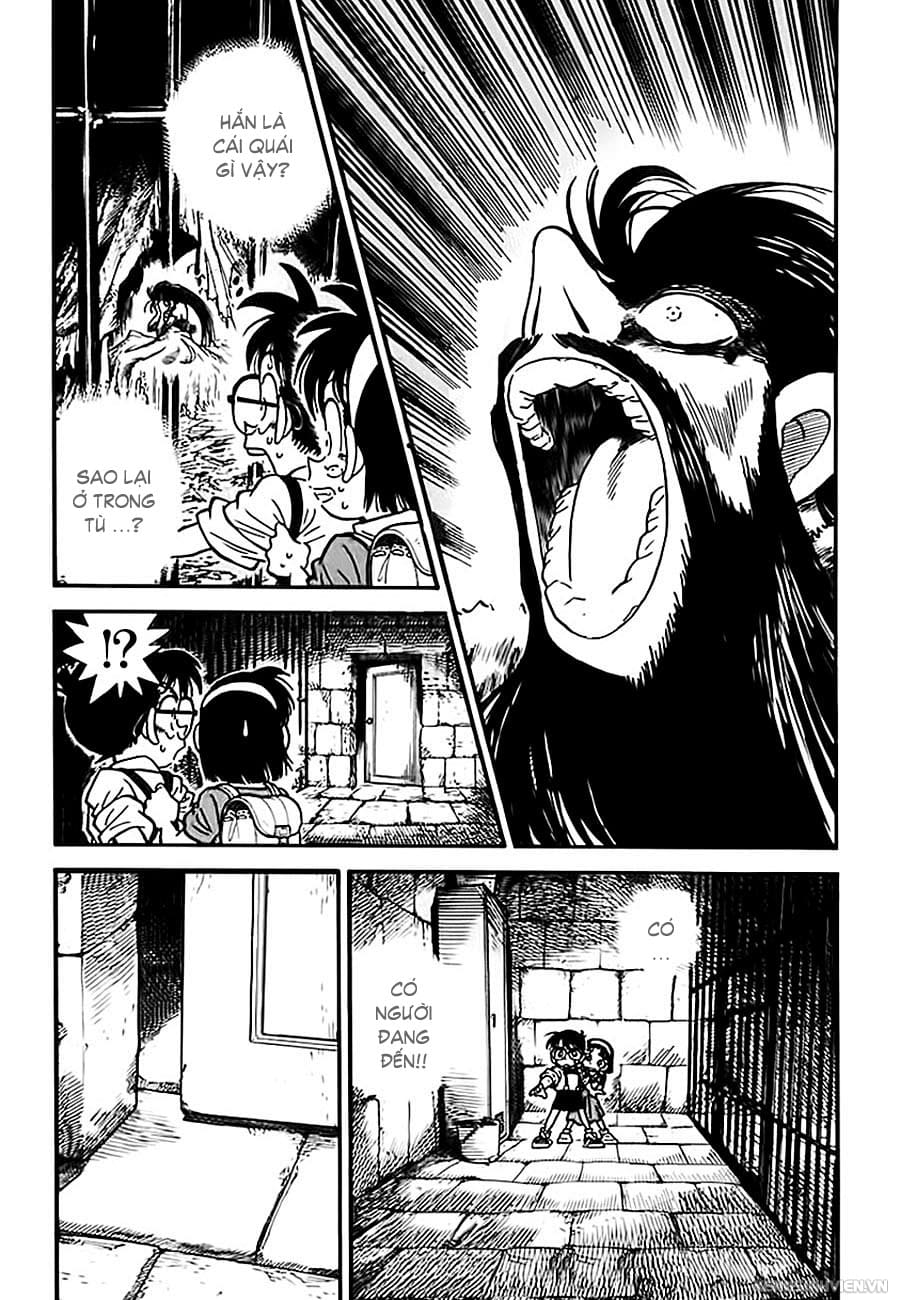 HẮN LÀ
CÁI QUÁI
GÌ VẬY?
SAO LẠI
Ở TRONG
TÙ ...?
!?
CÓ
...
CÓ
NGƯỜI
ĐANG
ĐẾN!!